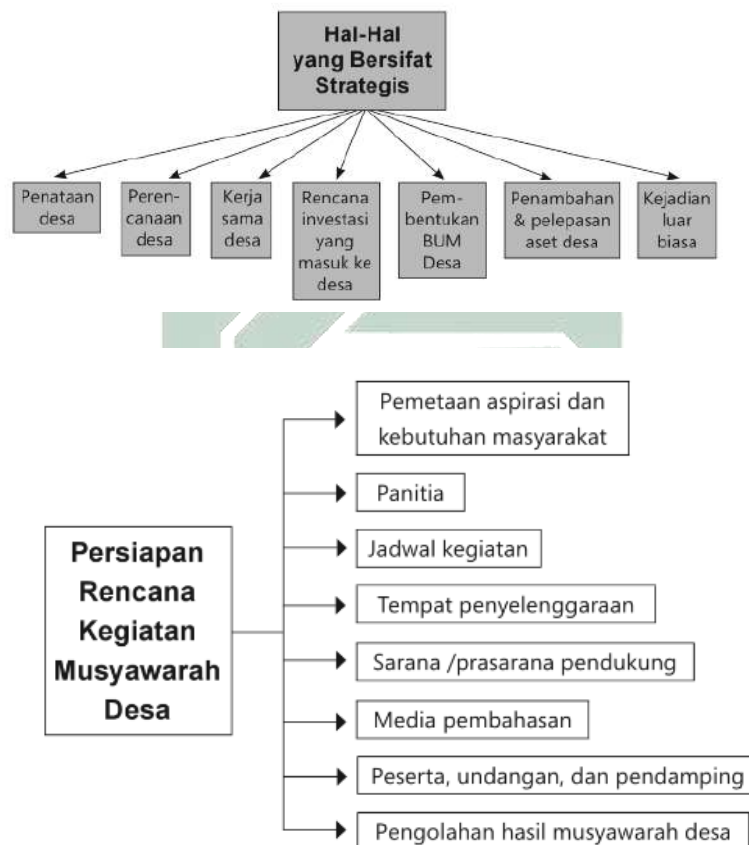 Hal-Hal
yang Bersifat
Strategis
Penataan
desa
Peren-
canaan
desa
Kerja
sama
desa
Rencana
investasi
yang
masuk ke
desa
Pem-
bentukan
BUM
Desa
Penambahan
& pelepasan
aset desa
Kejadian
luar
biasa
Persiapan
Rencana
Kegiatan
Musyawarah
Desa
Pemetaan aspirasi dan
kebutuhan masyarakat
Panitia
Jadwal kegiatan
Tempat penyelenggaraan
Sarana /prasarana pendukung
Media pembahasan
Peserta, undangan, dan pendamping
Pengolahan hasil musyawarah desa